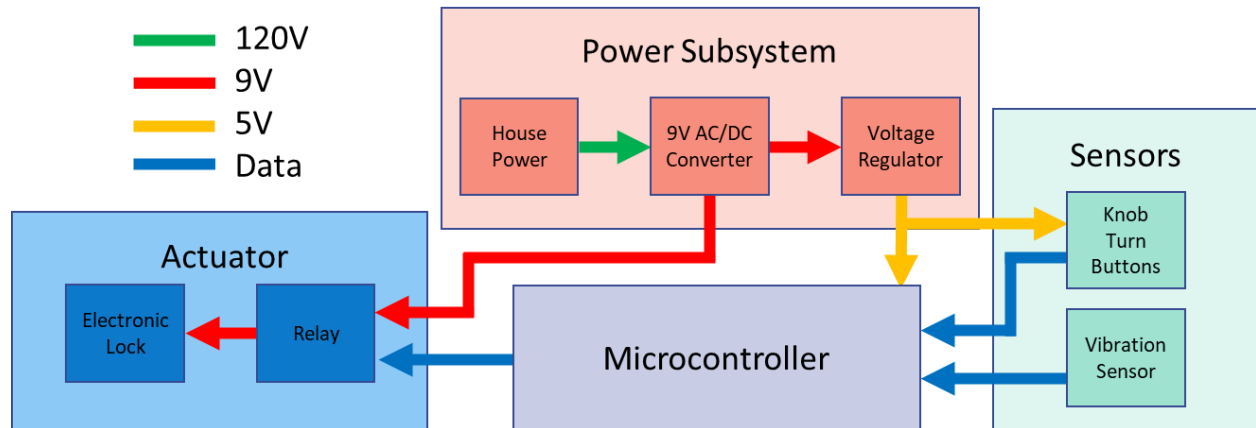 120V
9V
5V
Data
Power Subsystem
House
Power
9V AC/DC
Converter
Voltage
Regulator
Sensors
Knob
Turn
Buttons
Vibration
Sensor
Actuator
Electronic
Lock
Relay
Microcontroller